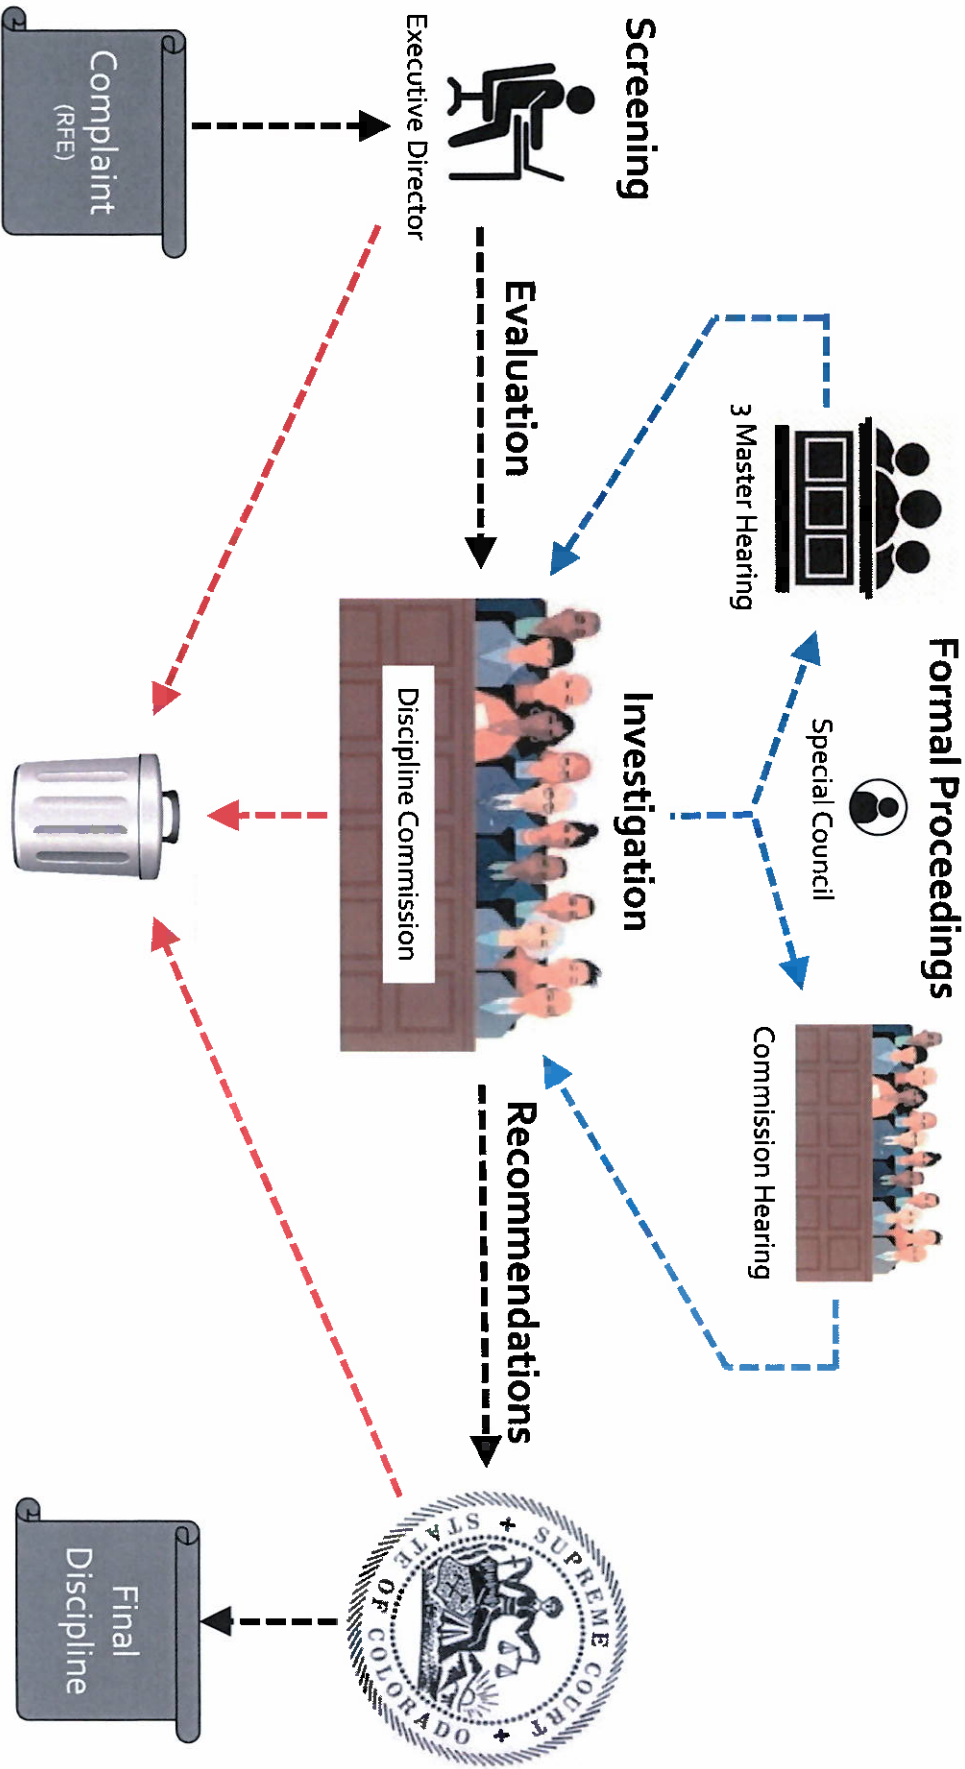 Formal Proceedings
Special Council
3 Master Hearing
Commission Hearing
Screening
Executive Director
Evaluation
Investigation
Discipline Commission
Recommendations
SUPREME COURT
STATE OF COLORADO
Complaint
(RFE)
Final
Discipline